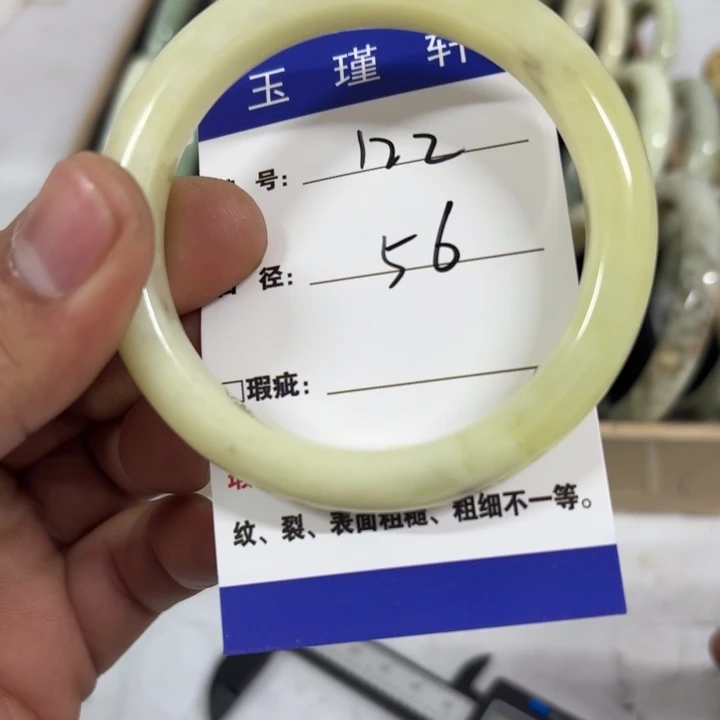 玉瑾轩
号: 122
径: 56
瑕疵:
纹、裂、表面粗糙、粗细不一等。